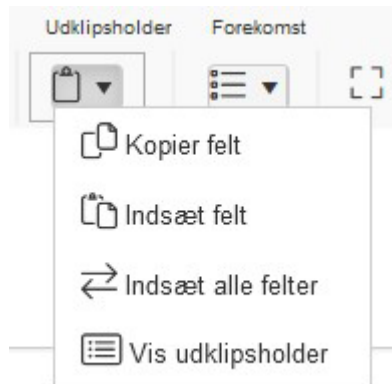 Udklipsholder Forekomst
Kopier felt
Indsæt felt
Indsæt alle felter
Vis udklipsholder